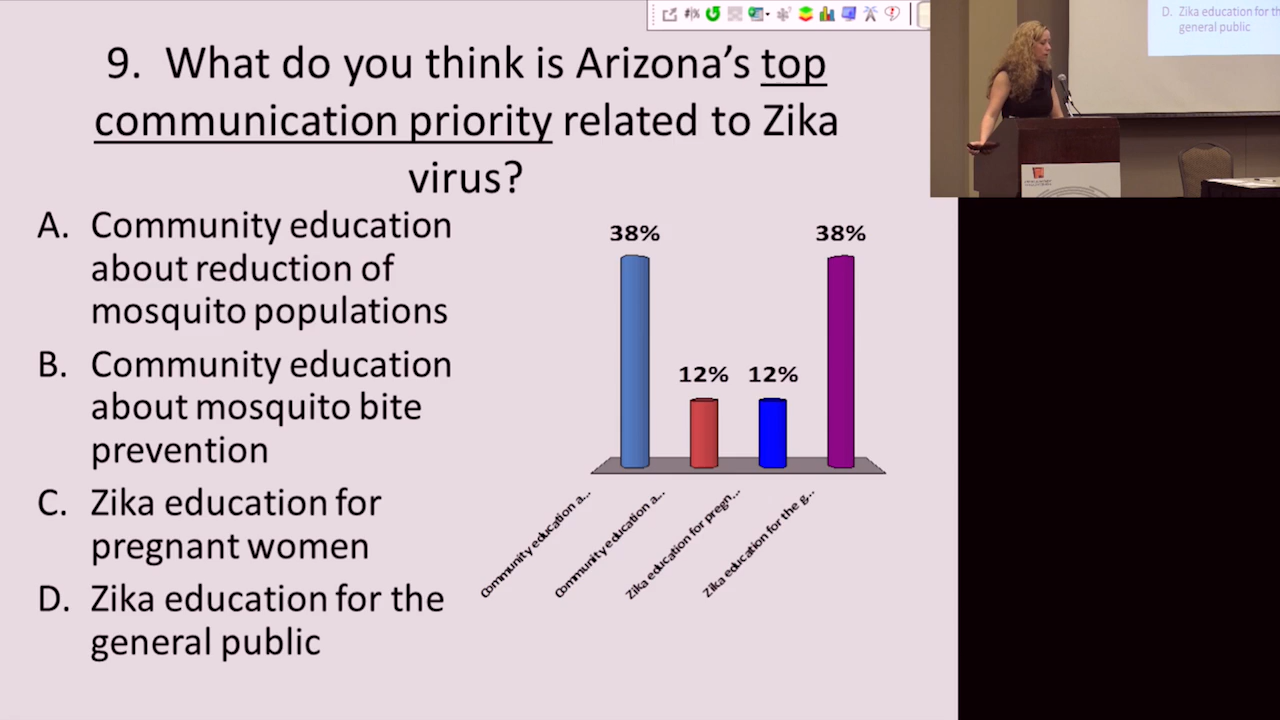 9. What do you think is Arizona’s top
communication priority related to Zika
virus?
A. Community education
about reduction of
mosquito populations
B. Community education
about mosquito bite
prevention
C. Zika education for
pregnant women
D. Zika education for the
general public
38%
12%
12%
38%
Community education a...
Community education a...
Zika education for pregn...
Zika education for the g...
D. Zika education for th
general public